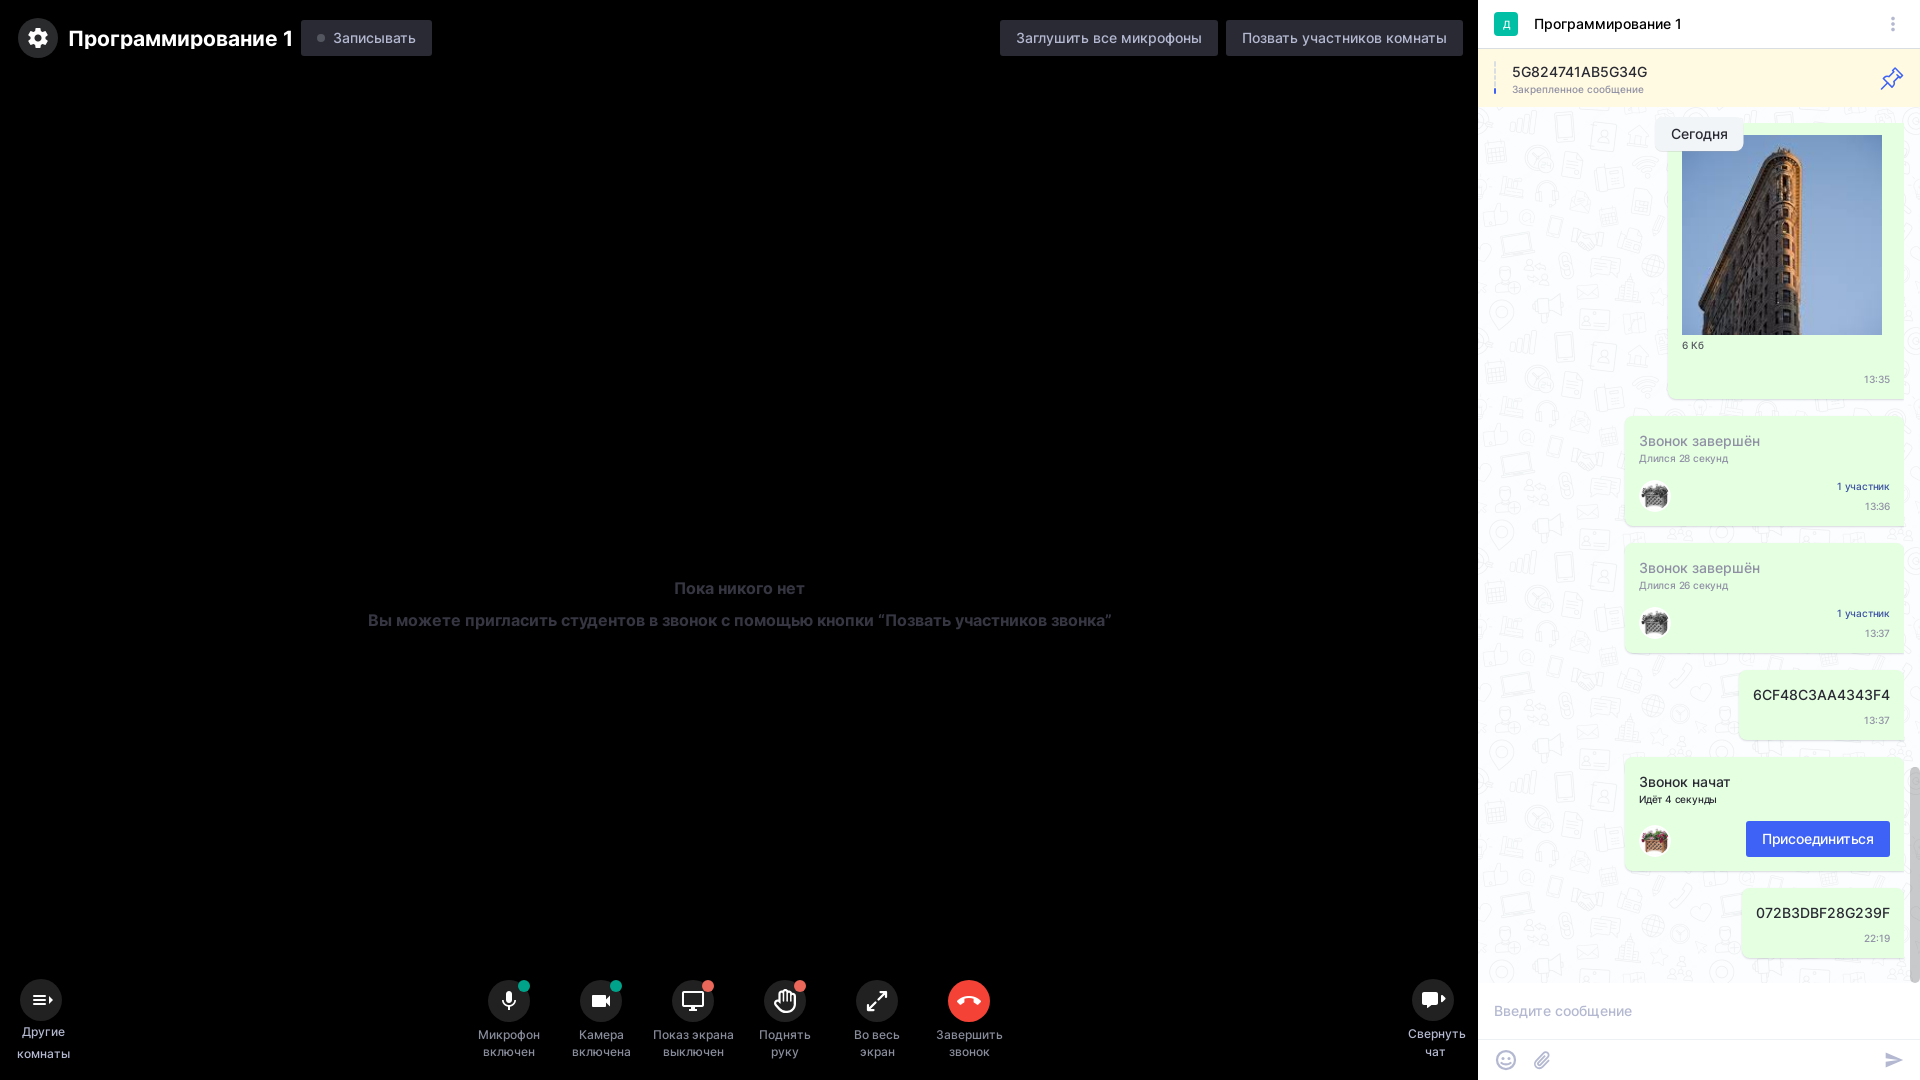 Программирование 1
Записывать
Заглушить все микрофоны
Позвать участников комнаты
Пока никого нет
Вы можете пригласить студентов в звонок с помощью кнопки “Позвать участников звонка”
Другие
комнаты
Микрофон
включен
Камера
включена
Показ экрана
выключен
Поднять
руку
Во весь
экран
Завершить
звонок
Свернуть
чат
Д
Программирование 1
5G824741AB5G34G
Закрепленное сообщение
Сегодня
6 Кб
13:35
Звонок завершён
Длился 28 секунд
1 участник
13:36
Звонок завершён
Длился 26 секунд
1 участник
13:37
6CF48C3AA4343F4
13:37
Звонок начат
Идёт 4 секунды
Присоединиться
072B3DBF28G239F
22:19
Введите сообщение